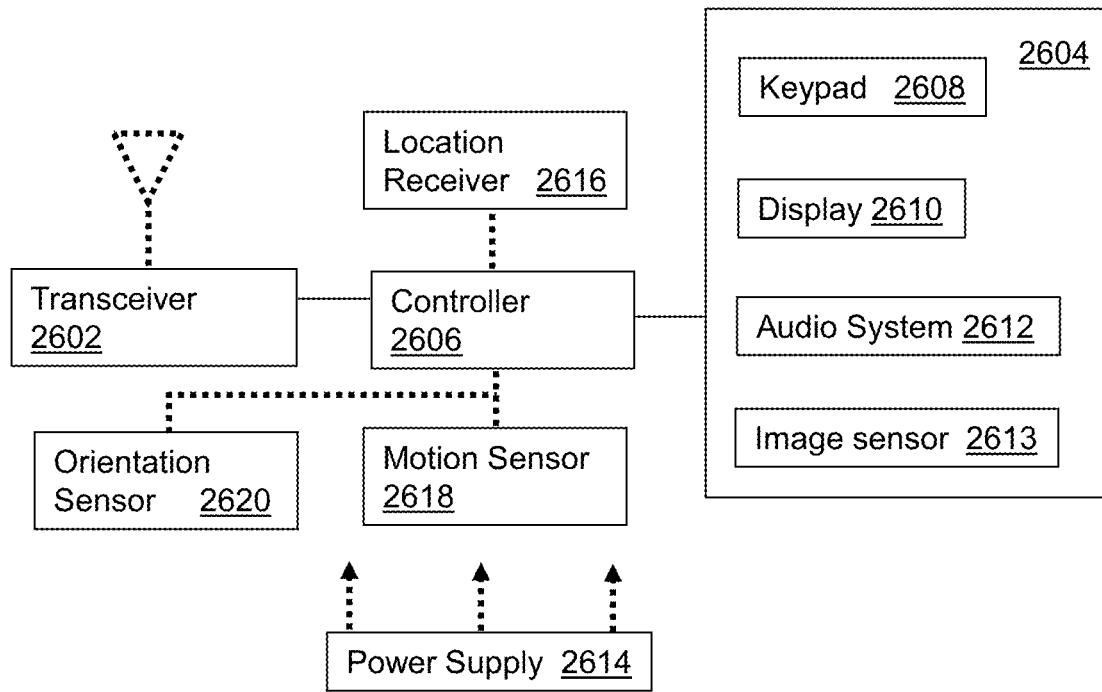 2604
Keypad 2608
Location
Receiver 2616
Display 2610
Transceiver
2602
Controller
2606
Audio System 2612
Image sensor 2613
Orientation
Sensor 2620
Motion Sensor
2618
Power Supply 2614